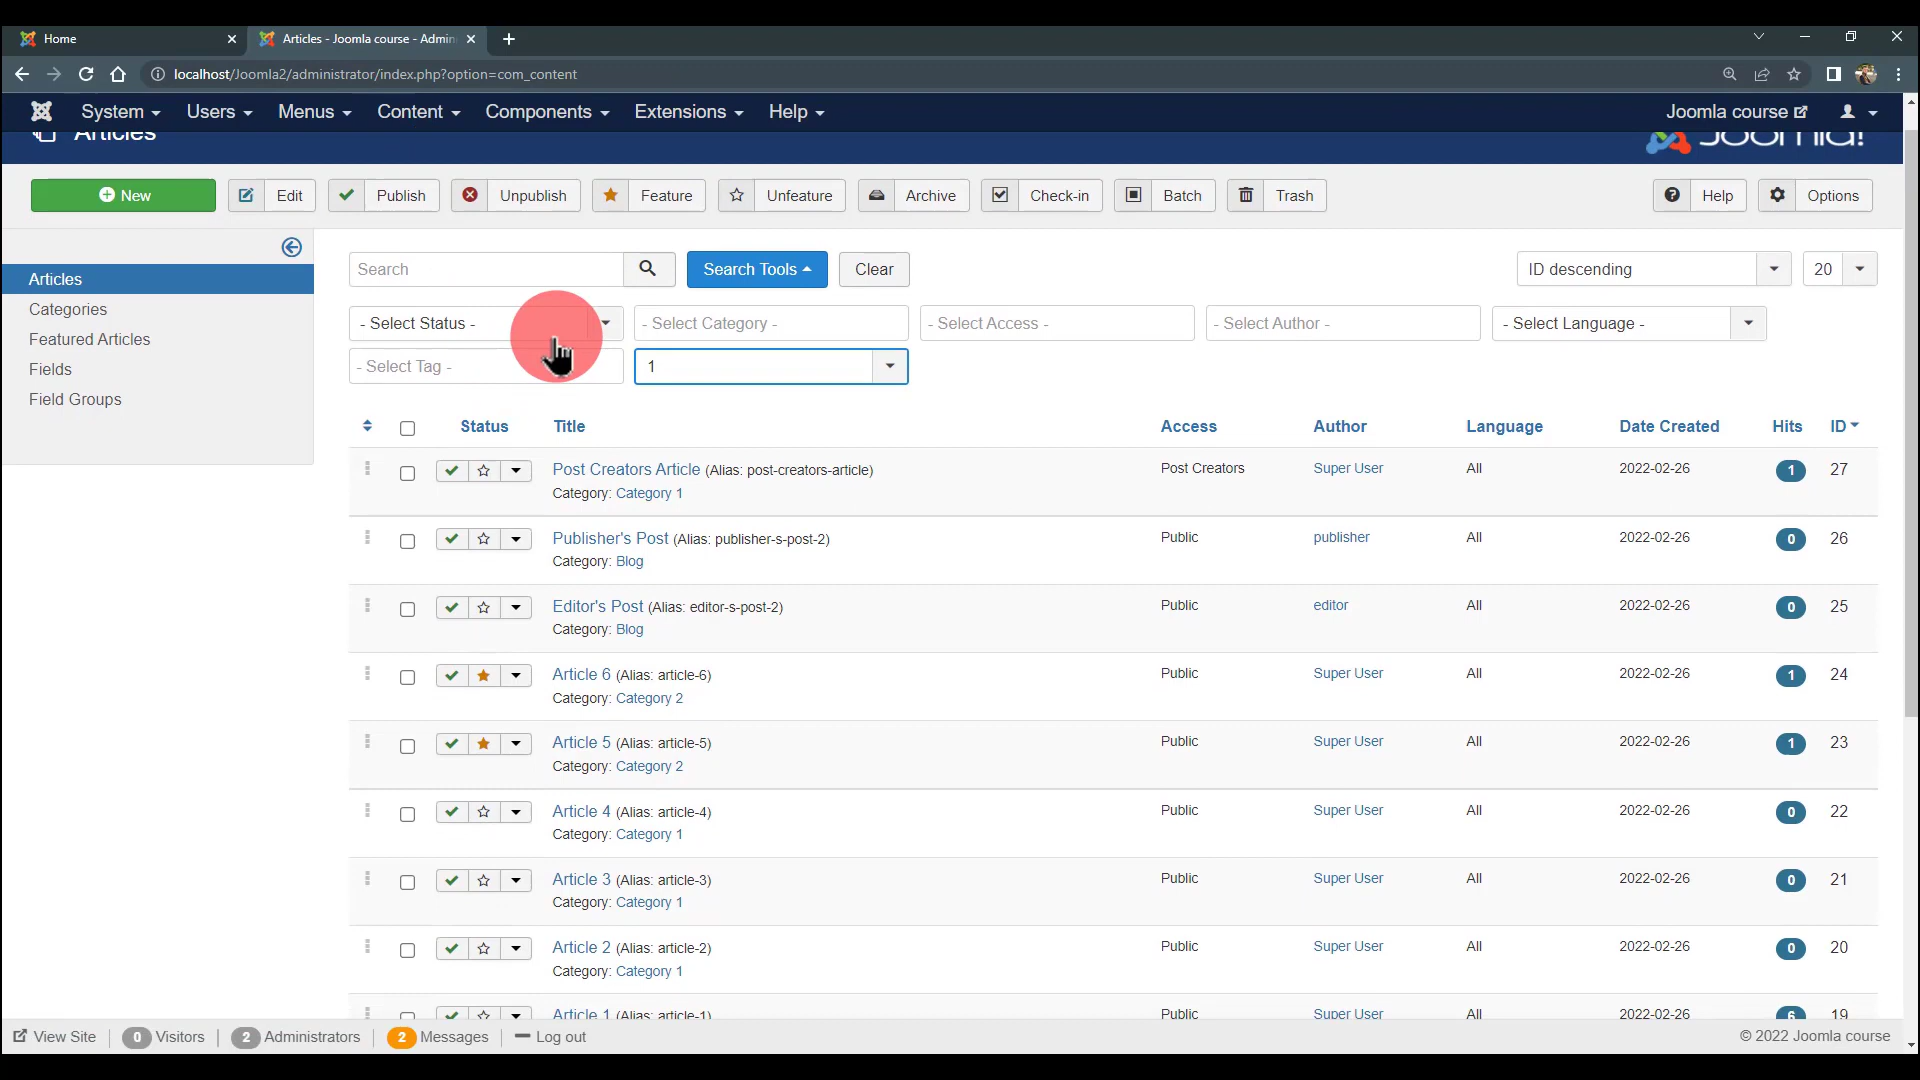 Home
Articles - Joomla course - Admin
localhost/Joomla2/administrator/index.php?option=com_content
System Users Menus Content Components Extensions Help Joomla course
Articles Joomla!
New Edit Publish Unpublish Feature Unfeature Archive Check-in Batch Trash Help Options
Articles
Categories
Featured Articles
Fields
Field Groups
Search Search Tools Clear ID descending 20
- Select Status - - Select Category - - Select Access - - Select Author - - Select Language -
- Select Tag - 1
Status Title Access Author Language Date Created Hits ID
Post Creators Article (Alias: post-creators-article) Post Creators Super User All 2022-02-26 1 27
Category: Category 1
Publisher's Post (Alias: publisher-s-post-2) Public publisher All 2022-02-26 0 26
Category: Blog
Editor's Post (Alias: editor-s-post-2) Public editor All 2022-02-26 0 25
Category: Blog
Article 6 (Alias: article-6) Public Super User All 2022-02-26 1 24
Category: Category 2
Article 5 (Alias: article-5) Public Super User All 2022-02-26 1 23
Category: Category 2
Article 4 (Alias: article-4) Public Super User All 2022-02-26 0 22
Category: Category 1
Article 3 (Alias: article-3) Public Super User All 2022-02-26 0 21
Category: Category 1
Article 2 (Alias: article-2) Public Super User All 2022-02-26 0 20
Category: Category 1
Article 1 (Alias: article-1) Public Super User All 2022-02-26 6 19
View Site 0 Visitors 2 Administrators 2 Messages Log out © 2022 Joomla course